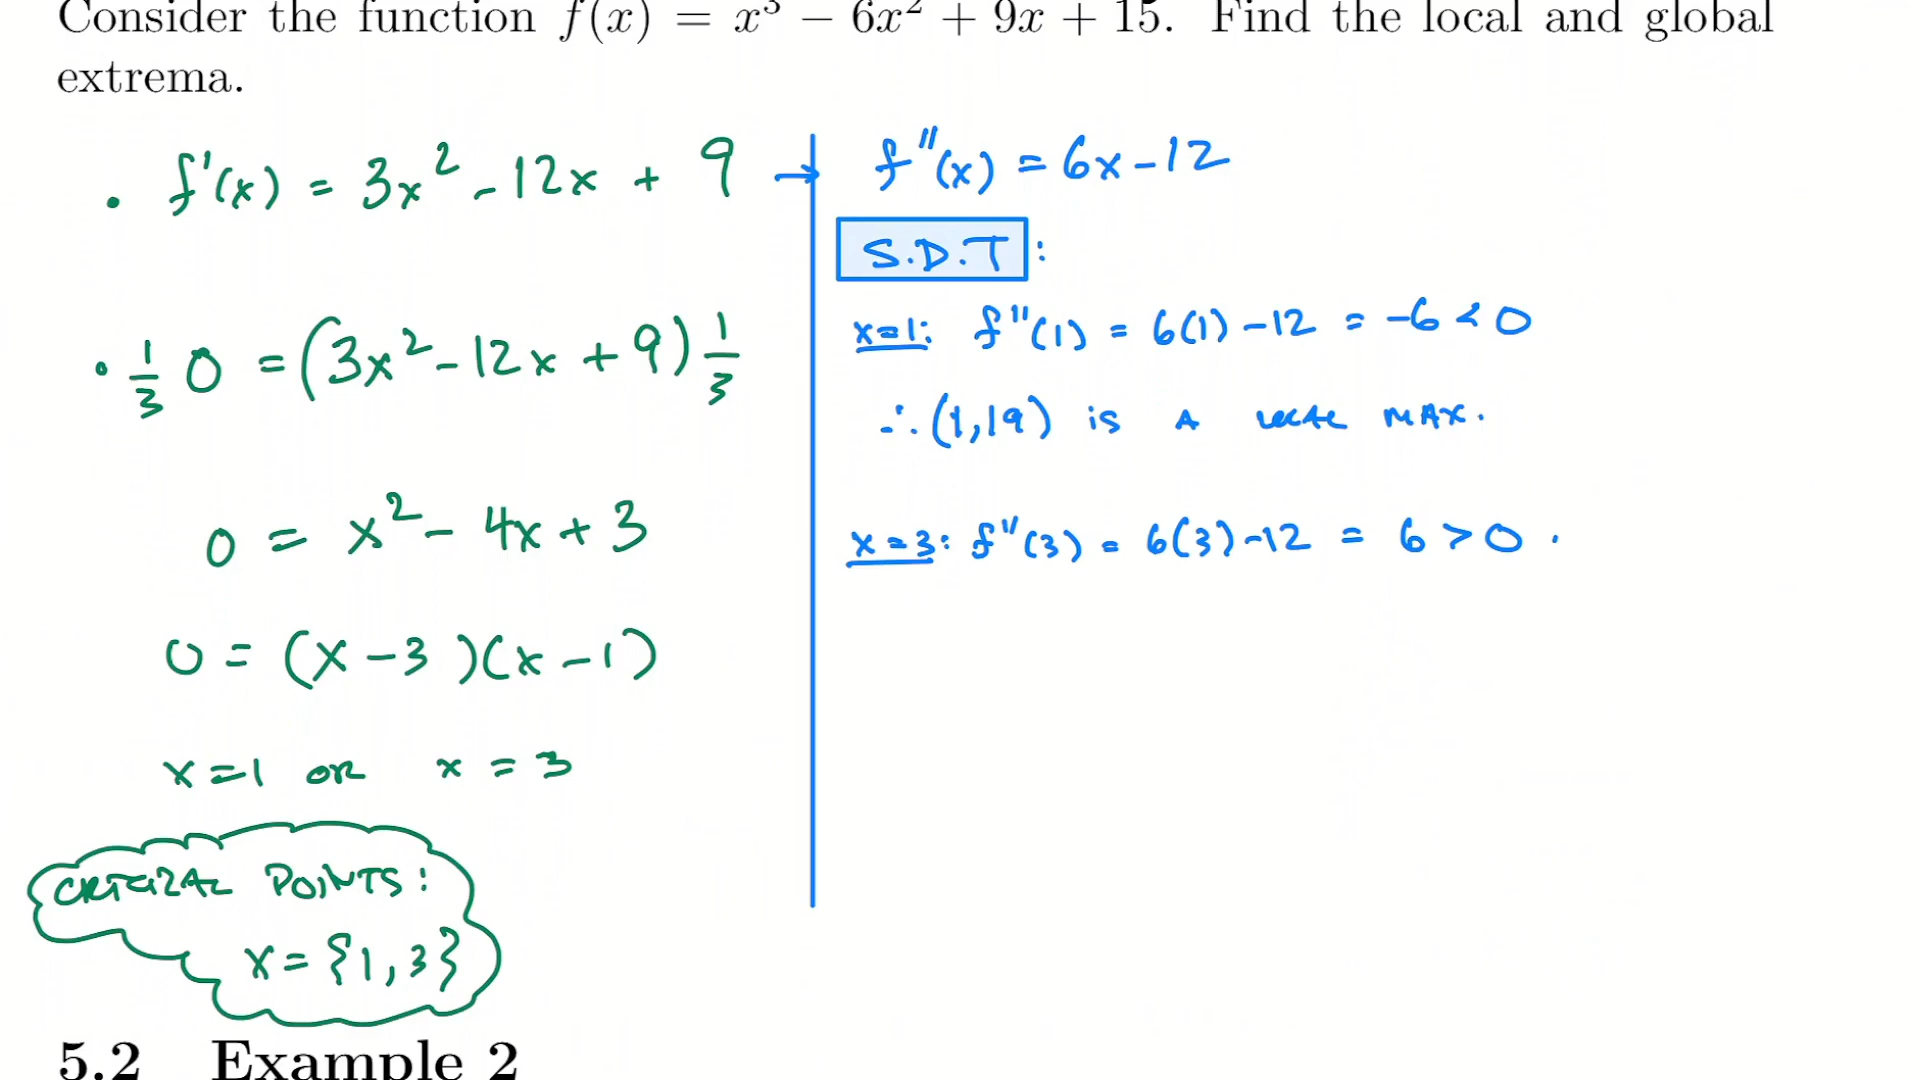 Consider the function f(x) = x³ − 6x² + 9x + 15. Find the local and global
extrema.
. f'(x) = 3x² - 12x + 9 →
. 1/3 0 = (3x² - 12x + 9) 1/3
0 = x² - 4x + 3
0 = (x - 3)(x - 1)
x = 1 OR x = 3
CRITICAL POINTS:
x = {1, 3}
f''(x) = 6x - 12
S.D.T :
x=1: f''(1) = 6(1) - 12 = -6 < 0
∴ (1,19) is A LOCAL MAX.
x=3: f''(3) = 6(3) - 12 = 6 > 0 .
5.2 Example 2